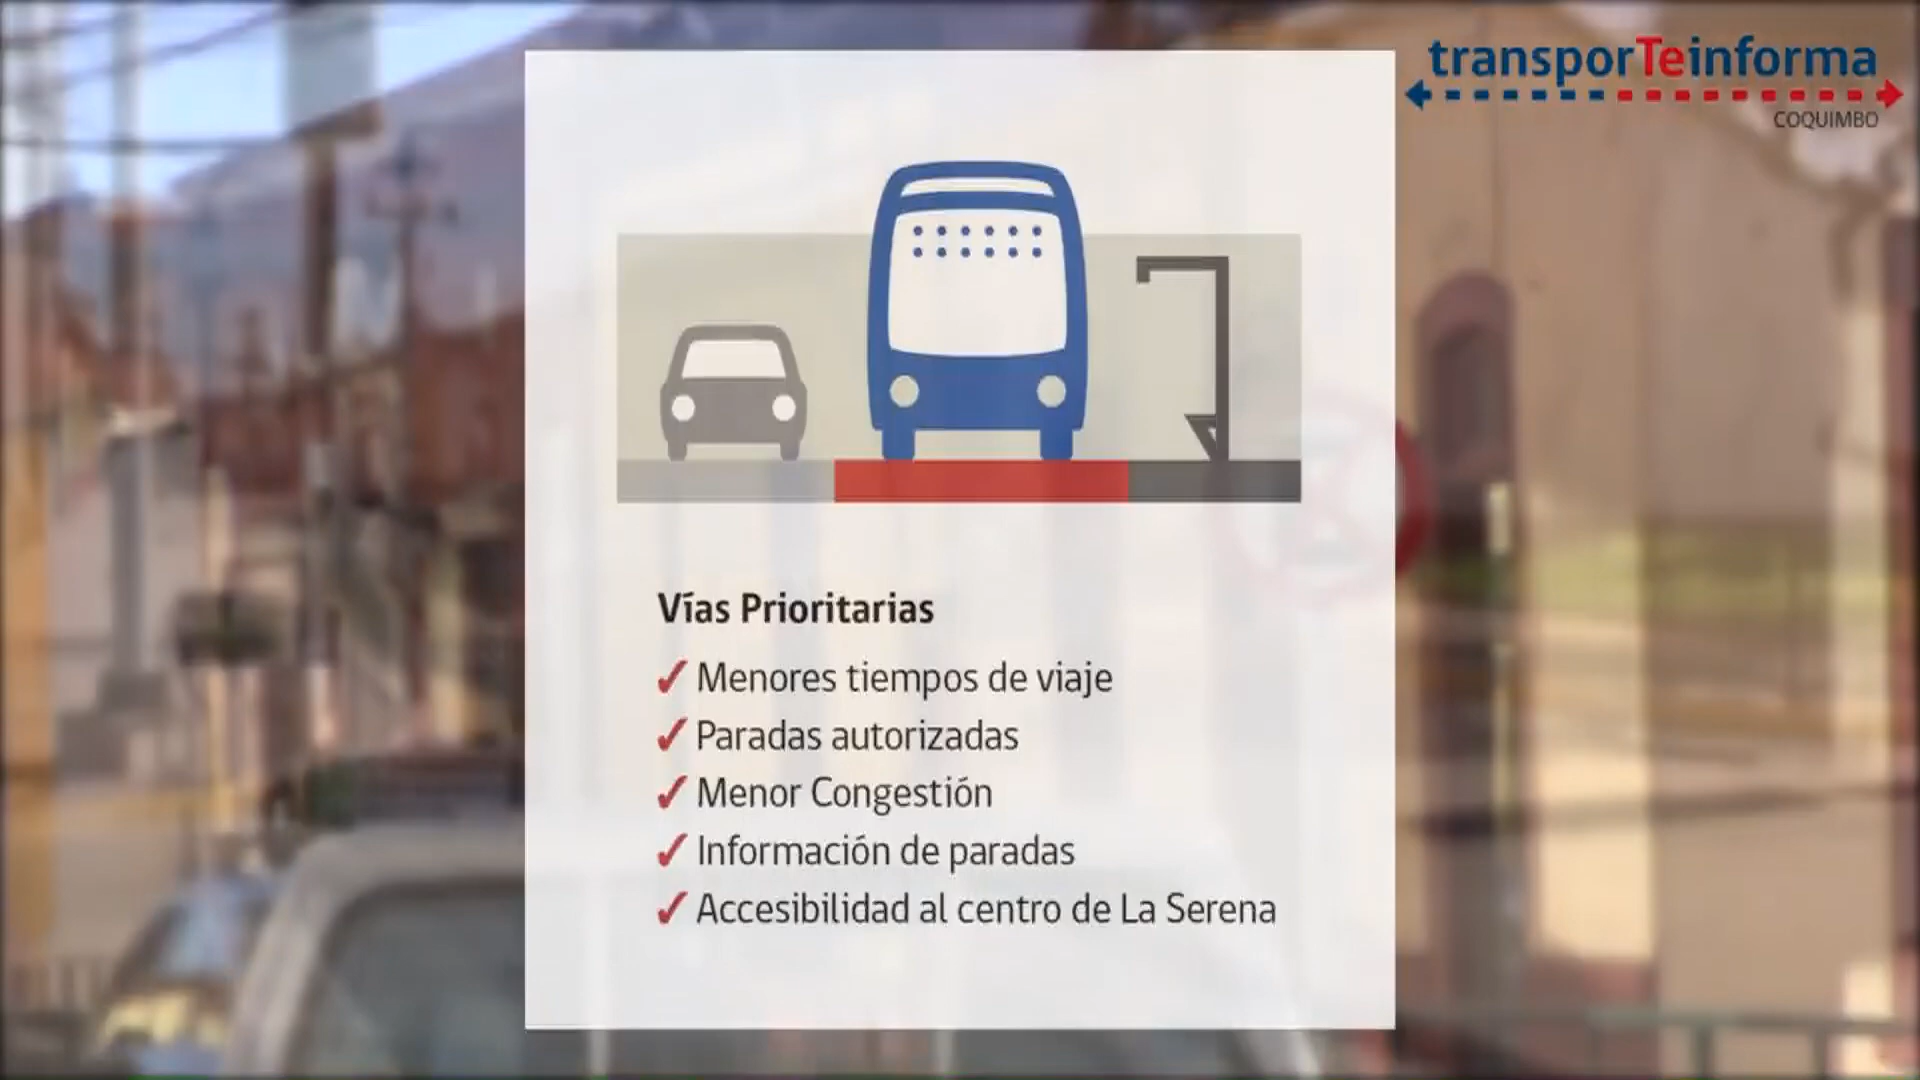 transporTeinforma
COQUIMBO
Vías Prioritarias
Menores tiempos de viaje
Paradas autorizadas
Menor Congestión
Información de paradas
Accesibilidad al centro de La Serena